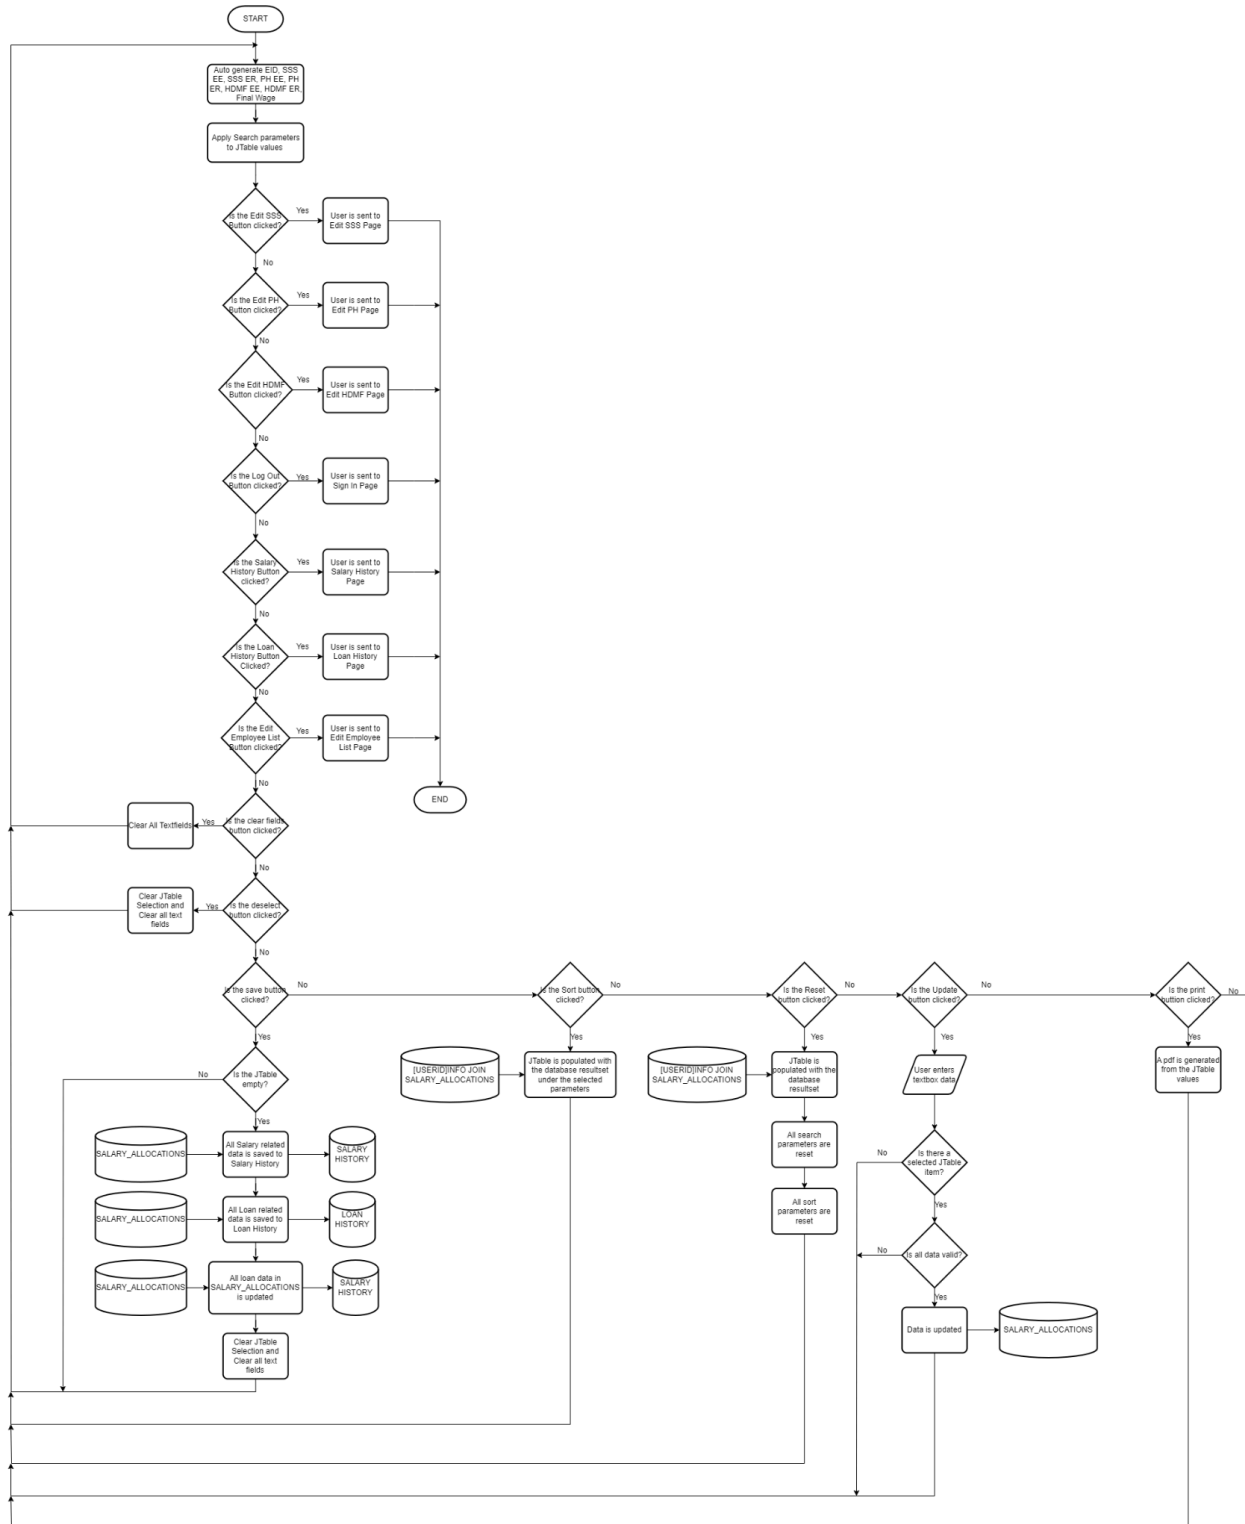 START
Auto generate EID, SSS
EE, SSS ER, PH EE, PH
ER, HDMF EE, HDMF ER,
Final Wage
Apply Search parameters
to JTable values
Is the Edit SSS
Button clicked?
Yes
User is sent to
Edit SSS Page
No
Is the Edit PH
Button clicked?
Yes
User is sent to
Edit PH Page
No
Is the Edit HDMF
Button clicked?
Yes
User is sent to
Edit HDMF Page
No
Is the Log Out
Button clicked?
Yes
User is sent to
Sign In Page
No
Is the Salary
History Button
clicked?
Yes
User is sent to
Salary History
Page
No
Is the Loan
History Button
Clicked?
Yes
User is sent to
Loan History
Page
No
Is the Edit
Employee List
Button clicked?
Yes
User is sent to
Edit Employee
List Page
No
END
Is the clear fields
button clicked?
Yes
Clear All Textfields
No
Is the deselect
button clicked?
Yes
Clear JTable
Selection and
Clear all text
fields
No
Is the save button
clicked?
No
Yes
Is the JTable
empty?
No
Yes
SALARY_ALLOCATIONS
All Salary related
data is saved to
Salary History
SALARY
HISTORY
SALARY_ALLOCATIONS
All Loan related
data is saved to
Loan History
LOAN
HISTORY
SALARY_ALLOCATIONS
All loan data in
SALARY_ALLOCATIONS
is updated
SALARY
HISTORY
Clear JTable
Selection and
Clear all text
fields
Is the Sort button
clicked?
No
Yes
[USERID]INFO JOIN
SALARY_ALLOCATIONS
JTable is populated with
the database resultset
under the selected
parameters
Is the Reset
button clicked?
No
Yes
[USERID]INFO JOIN
SALARY_ALLOCATIONS
JTable is
populated with the
database
resultset
All search
parameters are
reset
All sort
parameters are
reset
Is the Update
button clicked?
No
Yes
User enters
textbox data
Is there a
selected JTable
item?
No
Yes
Is all data valid?
No
Yes
Data is updated
SALARY_ALLOCATIONS
Is the print
button clicked?
No
Yes
A pdf is generated
from the JTable
values